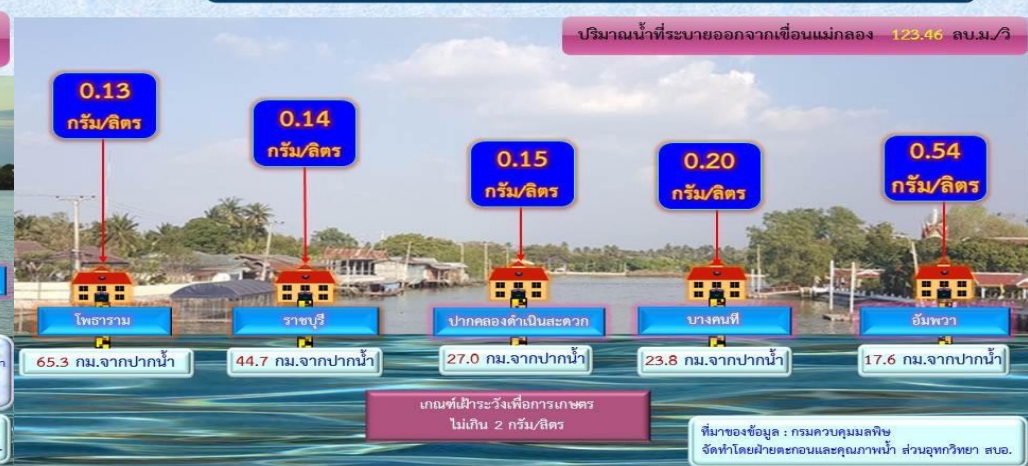 ปริมาณน้ำที่ระบายออกจากเขื่อนแม่กลอง 123.46 ลบ.ม./วิ
0.13
กรัม/ลิตร
0.14
กรัม/ลิตร
0.15
กรัม/ลิตร
0.20
กรัม/ลิตร
0.54
กรัม/ลิตร
โพธาราม
ราชบุรี
ปากคลองดำเนินสะดวก
บางคนที
อัมพวา
65.3 กม.จากปากน้ำ
44.7 กม.จากปากน้ำ
27.0 กม.จากปากน้ำ
23.8 กม.จากปากน้ำ
17.6 กม.จากปากน้ำ
เกณฑ์เฝ้าระวังเพื่อการเกษตร
ไม่เกิน 2 กรัม/ลิตร
ที่มาของข้อมูล : กรมควบคุมมลพิษ
จัดทำโดยฝ่ายตะกอนและคุณภาพน้ำ ส่วนอุทกวิทยา สบอ.